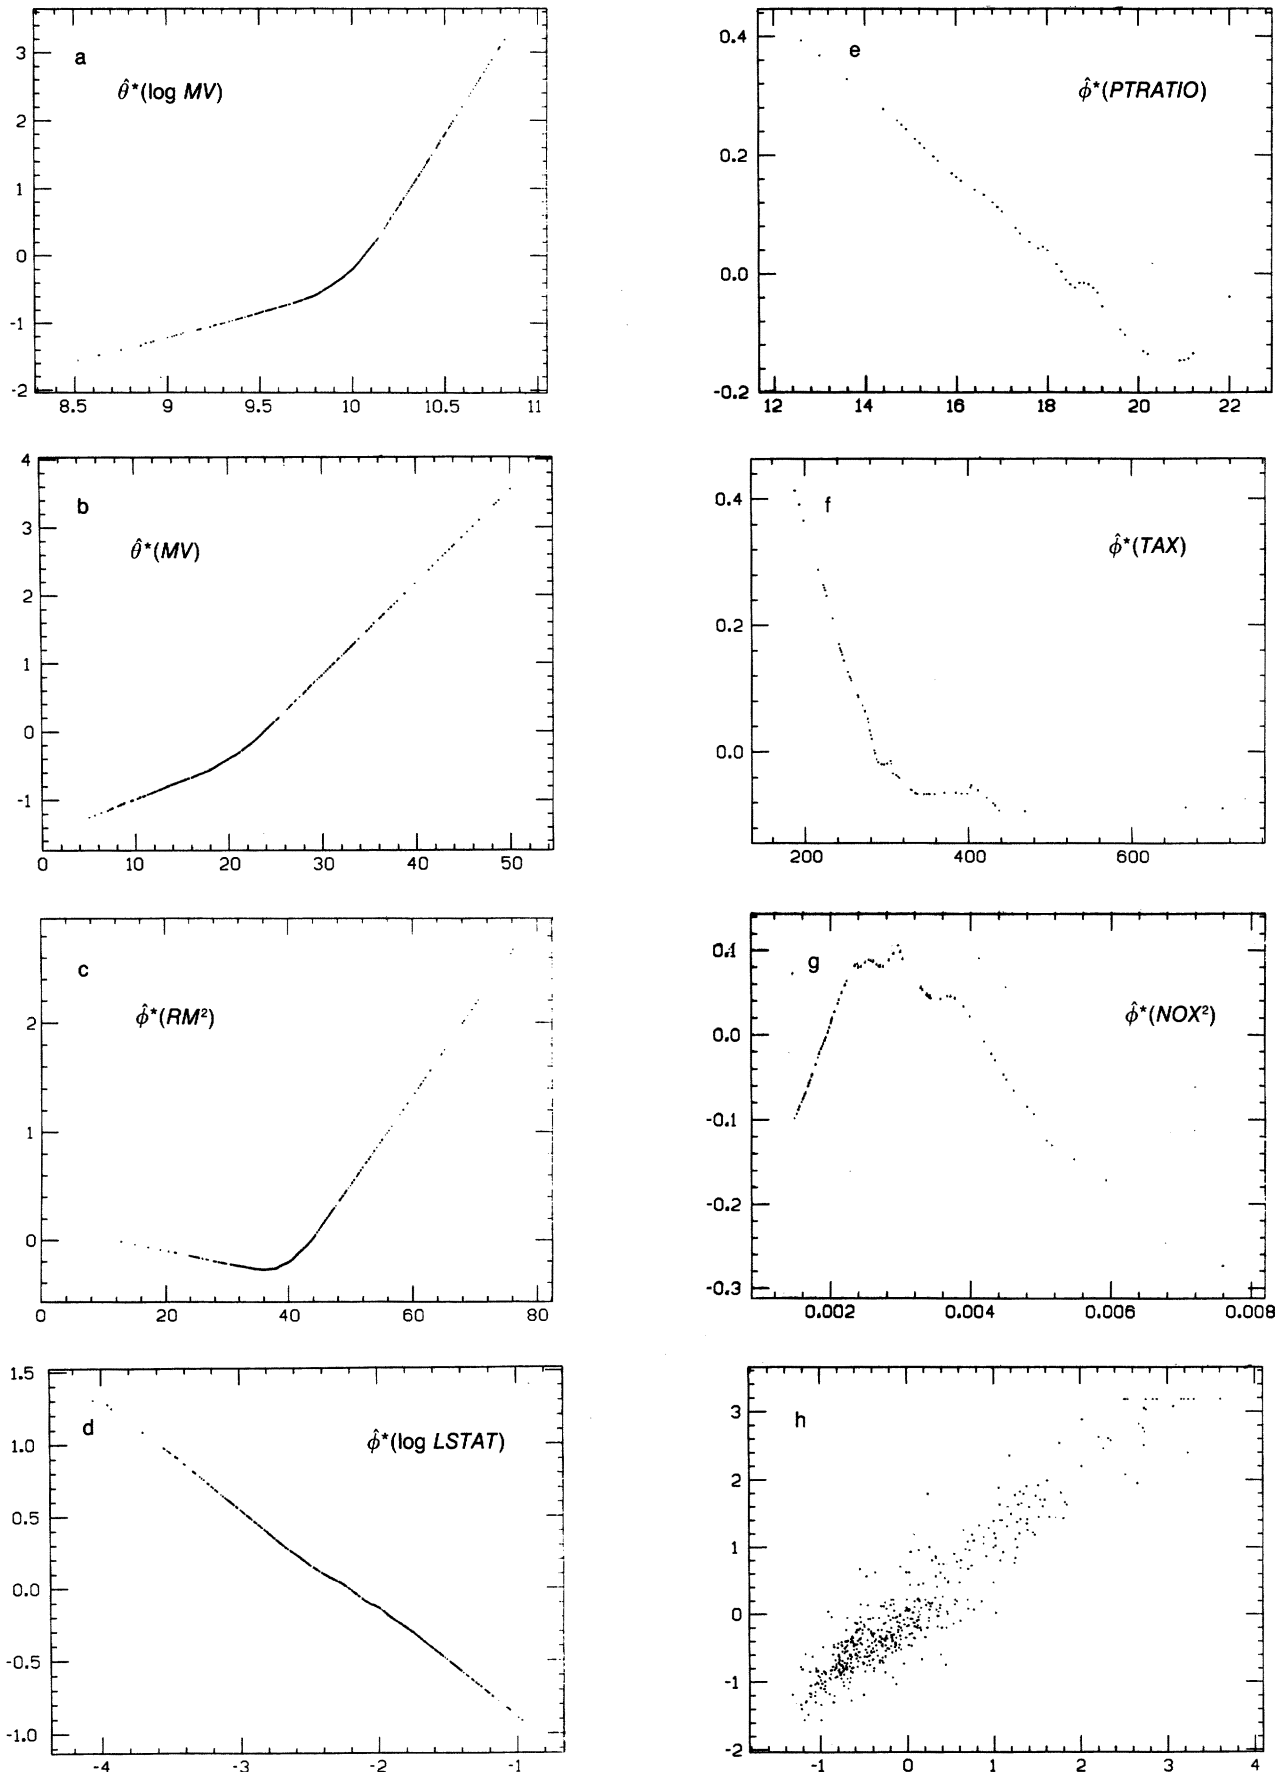 a
θ̂*(log MV)
3
2
1
0
-1
-2
8.5 9 9.5 10 10.5 11
b
θ̂*(MV)
4
3
2
1
0
-1
0 10 20 30 40 50
c
φ̂*(RM²)
2
1
0
0 20 40 60 80
d
φ̂*(log LSTAT)
1.5
1.0
0.5
0.0
-0.5
-1.0
-4 -3 -2 -1
e
φ̂*(PTRATIO)
0.4
0.2
0.0
-0.2
12 14 16 18 20 22
f
φ̂*(TAX)
0.4
0.2
0.0
200 400 600
g
φ̂*(NOX²)
0.1
0.0
-0.1
-0.2
-0.3
0.002 0.004 0.006 0.008
h
3
2
1
0
-1
-2
-1 0 1 2 3 4